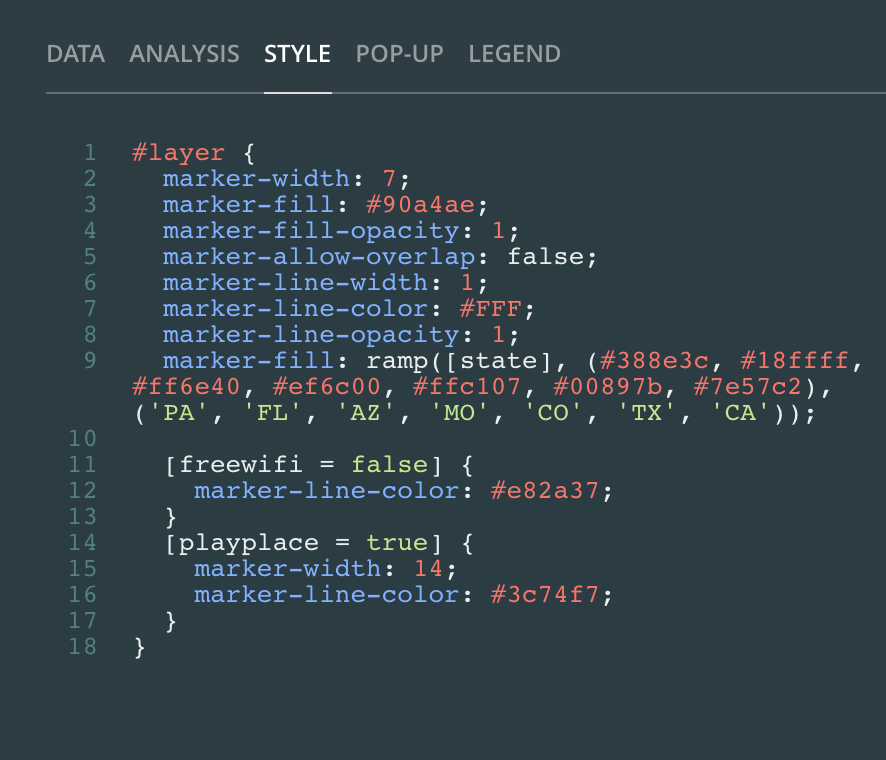 DATA ANALYSIS STYLE POP-UP LEGEND
1 #layer {
2 marker-width: 7;
3 marker-fill: #90a4ae;
4 marker-fill-opacity: 1;
5 marker-allow-overlap: false;
6 marker-line-width: 1;
7 marker-line-color: #FFF;
8 marker-line-opacity: 1;
9 marker-fill: ramp([state], (#388e3c, #18ffff,
#ff6e40, #ef6c00, #ffc107, #00897b, #7e57c2),
('PA', 'FL', 'AZ', 'MO', 'CO', 'TX', 'CA'));
10
11 [freewifi = false] {
12 marker-line-color: #e82a37;
13 }
14 [playplace = true] {
15 marker-width: 14;
16 marker-line-color: #3c74f7;
17 }
18 }